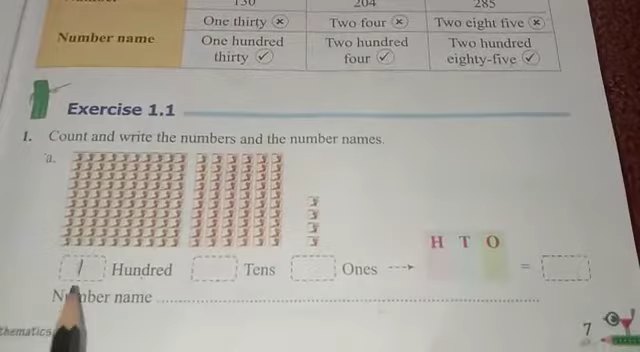 130 204 285
One thirty Two four Two eight five
Number name One hundred thirty Two hundred four Two hundred eighty-five
Exercise 1.1
1. Count and write the numbers and the number names.
a.
H T O
1 Hundred Tens Ones =
Number name
7